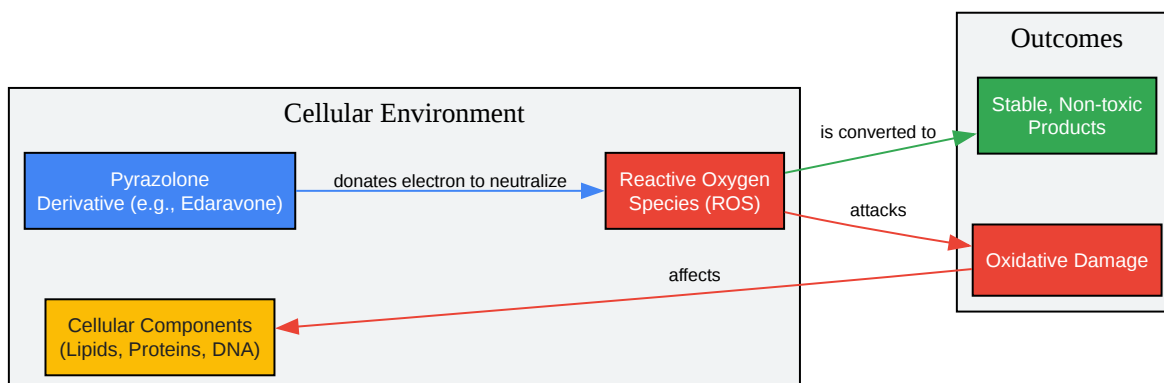 Outcomes
Cellular Environment
Stable, Non-toxic
Products
is converted to
Pyrazolone
Derivative (e.g., Edaravone)
donates electron to neutralize
Reactive Oxygen
Species (ROS)
attacks
Oxidative Damage
affects
Cellular Components
(Lipids, Proteins, DNA)